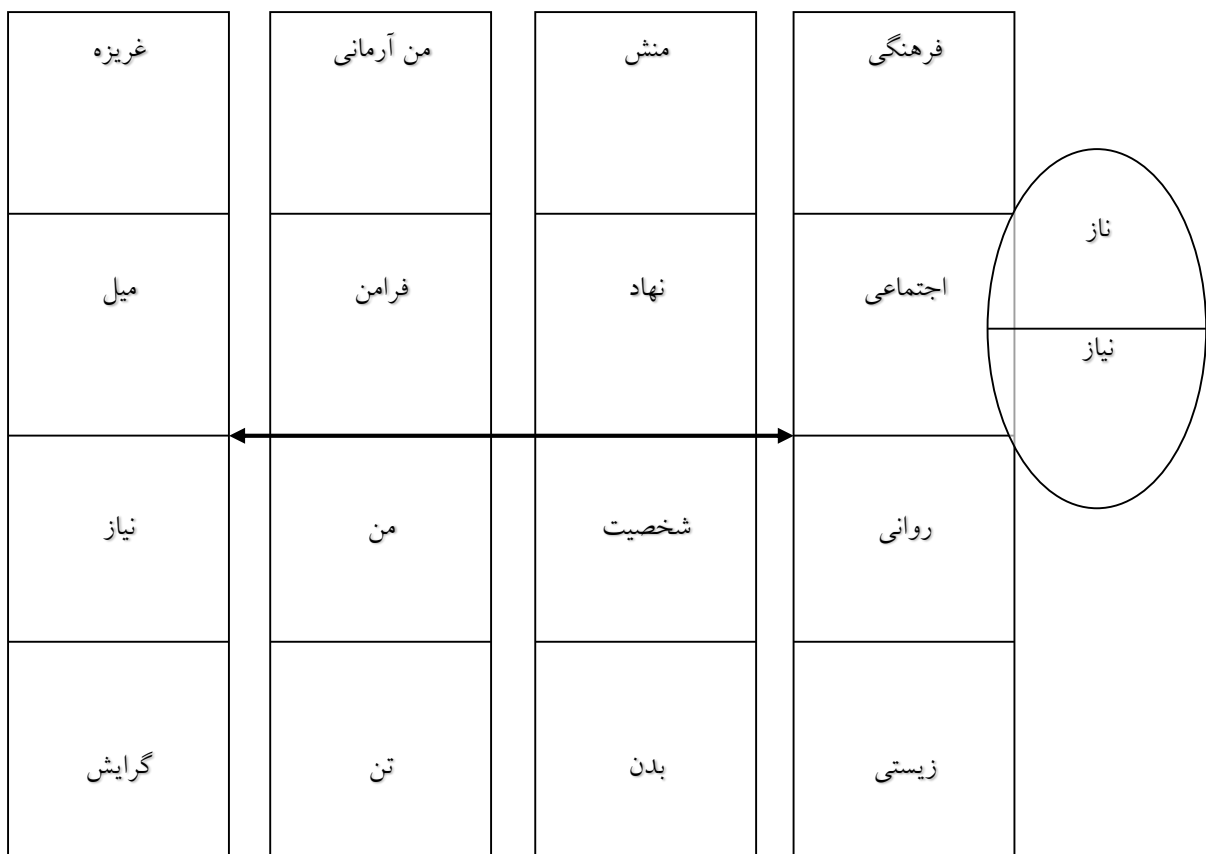 فرهنگی
منش
من آرمانی
غریزه
ناز
اجتماعی
نهاد
فرامن
میل
نیاز
روانی
شخصیت
من
نیاز
زیستی
بدن
تن
گرایش